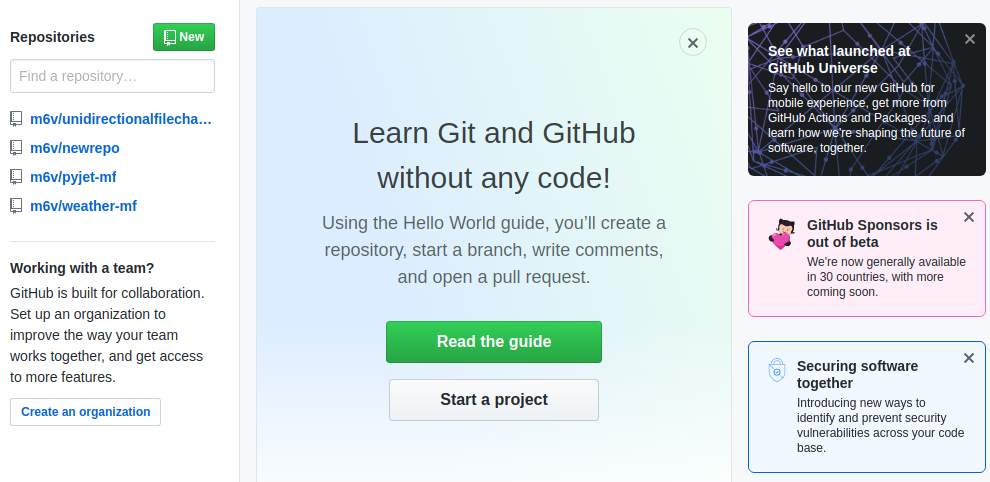 Repositories
New
Find a repository…
m6v/unidirectionalfilecha…
m6v/newrepo
m6v/pyjet-mf
m6v/weather-mf
Working with a team?
GitHub is built for collaboration.
Set up an organization to
improve the way your team
works together, and get access
to more features.
Create an organization
Learn Git and GitHub
without any code!
Using the Hello World guide, you’ll create a
repository, start a branch, write comments,
and open a pull request.
Read the guide
Start a project
See what launched at
GitHub Universe
Say hello to our new GitHub for
mobile experience, get more from
GitHub Actions and Packages, and
learn how we’re shaping the future of
software, together.
GitHub Sponsors is
out of beta
We're now generally available
in 30 countries, with more
coming soon.
Securing software
together
Introducing new ways to
identify and prevent security
vulnerabilities across your code
base.